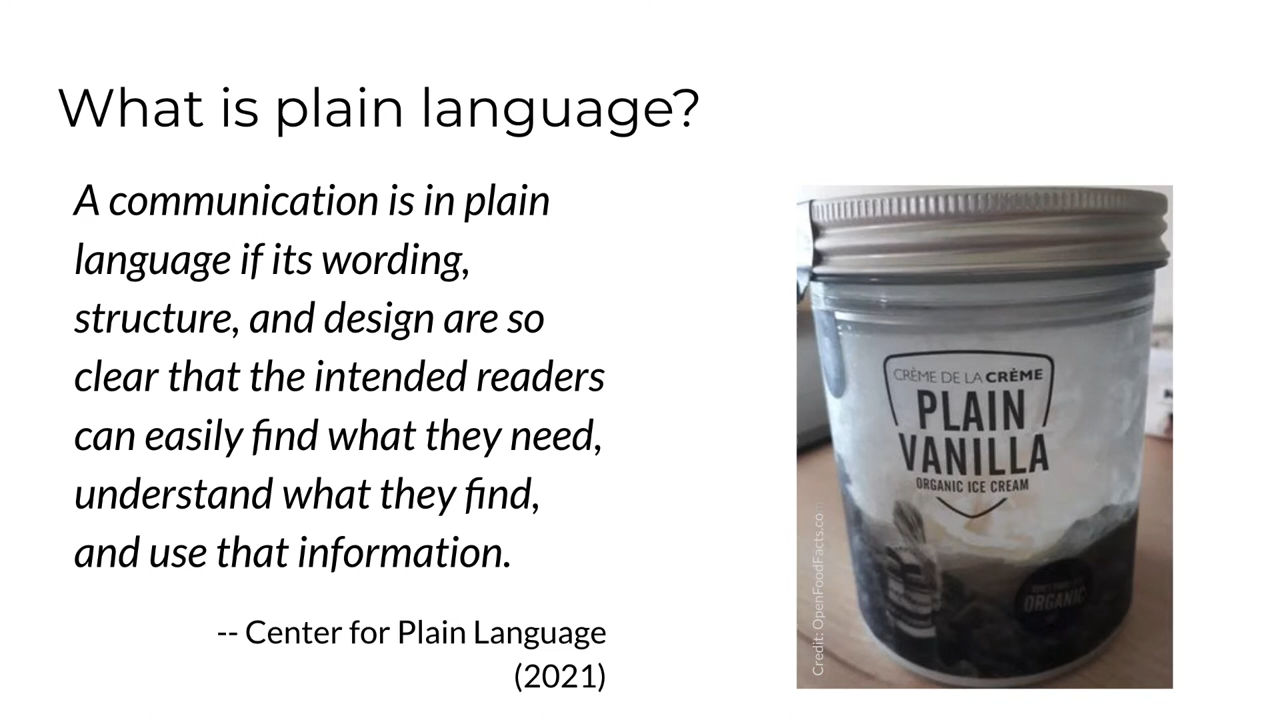 What is plain language?
A communication is in plain
language if its wording,
structure, and design are so
clear that the intended readers
can easily find what they need,
understand what they find,
and use that information.
-- Center for Plain Language
(2021)
CRÈME DE LA CRÈME
PLAIN
VANILLA
ORGANIC ICE CREAM
ORGANIC
Credit: OpenFoodFacts.com